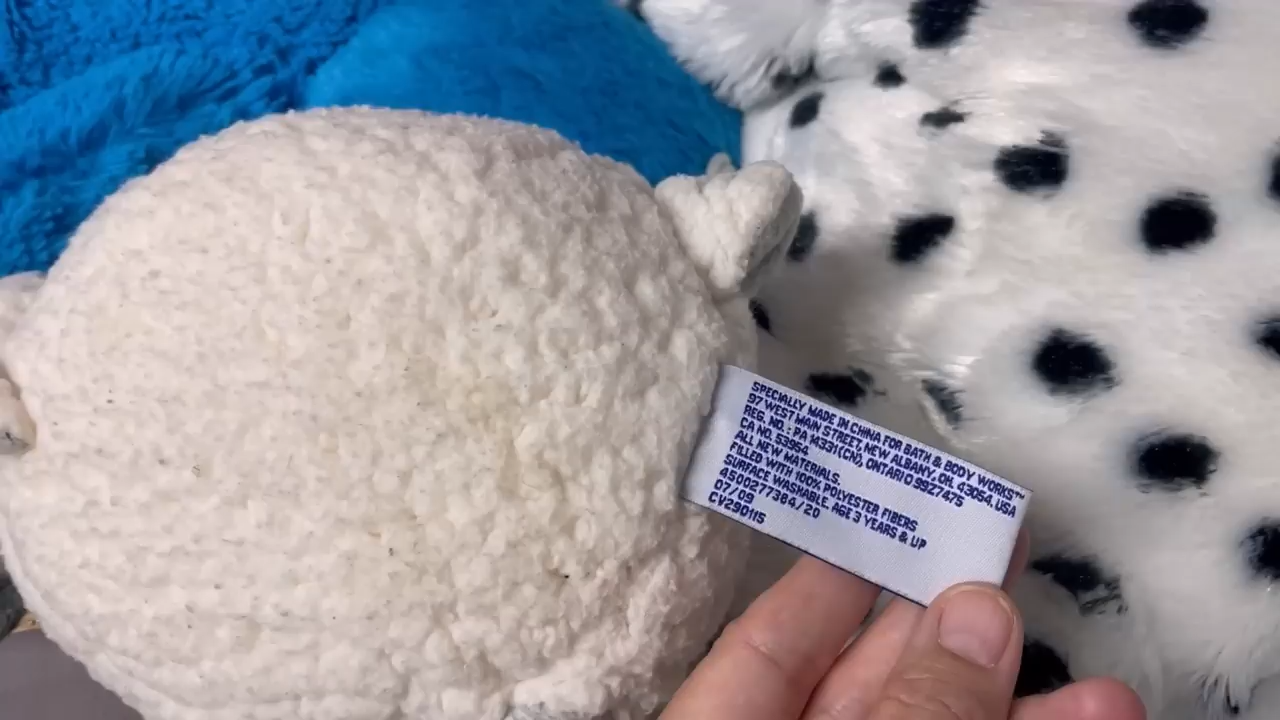 SPECIALLY MADE IN CHINA FOR BATH & BODY WORKS™
97 WEST MAIN STREET, NEW ALBANY, OH. 43054. USA
REG. NO.: PA 14331(CN), ONTARIO 9927475
CA NO. 53954
ALL NEW MATERIALS.
FILLED WITH 100% POLYESTER FIBERS
SURFACE WASHABLE. AGE 3 YEARS & UP
4500277364/20
07/09
CV290115